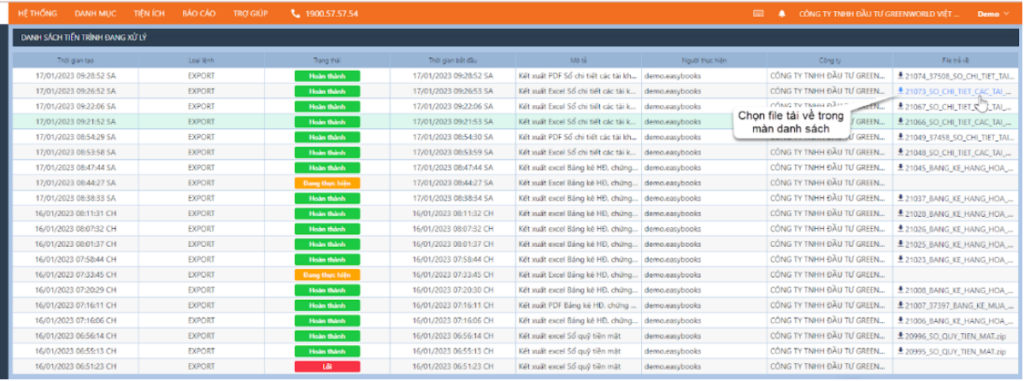 HỆ THỐNG DANH MỤC TIỆN ÍCH BÁO CÁO TRỢ GIÚP 1900.57.57.54 CÔNG TY TNHH ĐẦU TƯ GREENWORLD VIỆT ... Demo
DANH SÁCH TIẾN TRÌNH ĐANG XỬ LÝ
Thời gian tạo Loại lệnh Trạng thái Thời gian bắt đầu Mô tả Người thực hiện Công ty File trả về
17/01/2023 09:28:52 SA EXPORT Hoàn thành 17/01/2023 09:28:52 SA Kết xuất PDF Sổ chi tiết các tài kh... demo.easybooks CÔNG TY TNHH ĐẦU TƯ GREEN... 21074_37508_SO_CHI_TIET_TAI...
17/01/2023 09:26:52 SA EXPORT Hoàn thành 17/01/2023 09:26:53 SA Kết xuất Excel Sổ chi tiết các tài k... demo.easybooks CÔNG TY TNHH ĐẦU TƯ GREEN... 21073_SO_CHI_TIET_CAC_TAI_...
17/01/2023 09:22:06 SA EXPORT Hoàn thành 17/01/2023 09:22:06 SA Kết xuất Excel Sổ chi tiết các tài k... demo.easybooks CÔNG TY TNHH ĐẦU TƯ GREEN... 21067_SO_CHI_TIET_CAC_TAI_...
17/01/2023 09:21:52 SA EXPORT Hoàn thành 17/01/2023 09:21:53 SA Kết xuất Excel Sổ chi tiết các tài k... demo.easybooks 21066_SO_CHI_TIET_CAC_TAI_...
Chọn file tải về trong
màn danh sách
17/01/2023 08:54:29 SA EXPORT Hoàn thành 17/01/2023 08:54:30 SA Kết xuất PDF Sổ chi tiết các tài kh... demo.easybooks 21049_37458_SO_CHI_TIET_TAI...
17/01/2023 08:53:58 SA EXPORT Hoàn thành 17/01/2023 08:53:59 SA Kết xuất Excel Sổ chi tiết các tài k... demo.easybooks CÔNG TY TNHH ĐẦU TƯ GREEN... 21048_SO_CHI_TIET_CAC_TAI_...
17/01/2023 08:47:44 SA EXPORT Hoàn thành 17/01/2023 08:47:44 SA Kết xuất excel Bảng kê HĐ, chứng... demo.easybooks CÔNG TY TNHH ĐẦU TƯ GREEN... 21045_BANG_KE_HANG_HOA_...
17/01/2023 08:44:27 SA EXPORT Đang thực hiện 17/01/2023 08:44:27 SA Kết xuất excel Bảng kê HĐ, chứng... demo.easybooks CÔNG TY TNHH ĐẦU TƯ GREEN...
17/01/2023 08:38:33 SA EXPORT Hoàn thành 17/01/2023 08:38:34 SA Kết xuất excel Bảng kê HĐ, chứng... demo.easybooks CÔNG TY TNHH ĐẦU TƯ GREEN... 21037_BANG_KE_HANG_HOA_...
16/01/2023 08:11:31 CH EXPORT Hoàn thành 16/01/2023 08:11:32 CH Kết xuất excel Bảng kê HĐ, chứng... demo.easybooks CÔNG TY TNHH ĐẦU TƯ GREEN... 21028_BANG_KE_HANG_HOA_...
16/01/2023 08:07:32 CH EXPORT Hoàn thành 16/01/2023 08:07:32 CH Kết xuất excel Bảng kê HĐ, chứng... demo.easybooks CÔNG TY TNHH ĐẦU TƯ GREEN... 21026_BANG_KE_HANG_HOA_...
16/01/2023 08:01:37 CH EXPORT Hoàn thành 16/01/2023 08:01:37 CH Kết xuất excel Bảng kê HĐ, chứng... demo.easybooks CÔNG TY TNHH ĐẦU TƯ GREEN... 21025_BANG_KE_HANG_HOA_...
16/01/2023 07:58:44 CH EXPORT Hoàn thành 16/01/2023 07:58:44 CH Kết xuất excel Bảng kê HĐ, chứng... demo.easybooks CÔNG TY TNHH ĐẦU TƯ GREEN... 21023_BANG_KE_HANG_HOA_...
16/01/2023 07:33:45 CH EXPORT Đang thực hiện 16/01/2023 07:33:45 CH Kết xuất excel Bảng kê HĐ, chứng... demo.easybooks CÔNG TY TNHH ĐẦU TƯ GREEN...
16/01/2023 07:20:29 CH EXPORT Hoàn thành 16/01/2023 07:20:30 CH Kết xuất excel Bảng kê HĐ, chứng... demo.easybooks CÔNG TY TNHH ĐẦU TƯ GREEN... 21008_BANG_KE_HANG_HOA_...
16/01/2023 07:16:11 CH EXPORT Hoàn thành 16/01/2023 07:16:11 CH Kết xuất PDF Bảng kê HĐ, chứng ... demo.easybooks CÔNG TY TNHH ĐẦU TƯ GREEN... 21007_37397_BANG_KE_MUA_...
16/01/2023 07:16:06 CH EXPORT Hoàn thành 16/01/2023 07:16:06 CH Kết xuất excel Bảng kê HĐ, chứng... demo.easybooks CÔNG TY TNHH ĐẦU TƯ GREEN... 21006_BANG_KE_HANG_HOA_...
16/01/2023 06:56:14 CH EXPORT Hoàn thành 16/01/2023 06:56:14 CH Kết xuất excel Sổ quỹ tiền mặt demo.easybooks CÔNG TY TNHH ĐẦU TƯ GREEN... 20996_SO_QUY_TIEN_MAT.zip
16/01/2023 06:55:13 CH EXPORT Hoàn thành 16/01/2023 06:55:13 CH Kết xuất excel Sổ quỹ tiền mặt demo.easybooks CÔNG TY TNHH ĐẦU TƯ GREEN... 20995_SO_QUY_TIEN_MAT.zip
16/01/2023 06:51:23 CH EXPORT Lỗi 16/01/2023 06:51:23 CH Kết xuất excel Sổ quỹ tiền mặt demo.easybooks CÔNG TY TNHH ĐẦU TƯ GREEN...